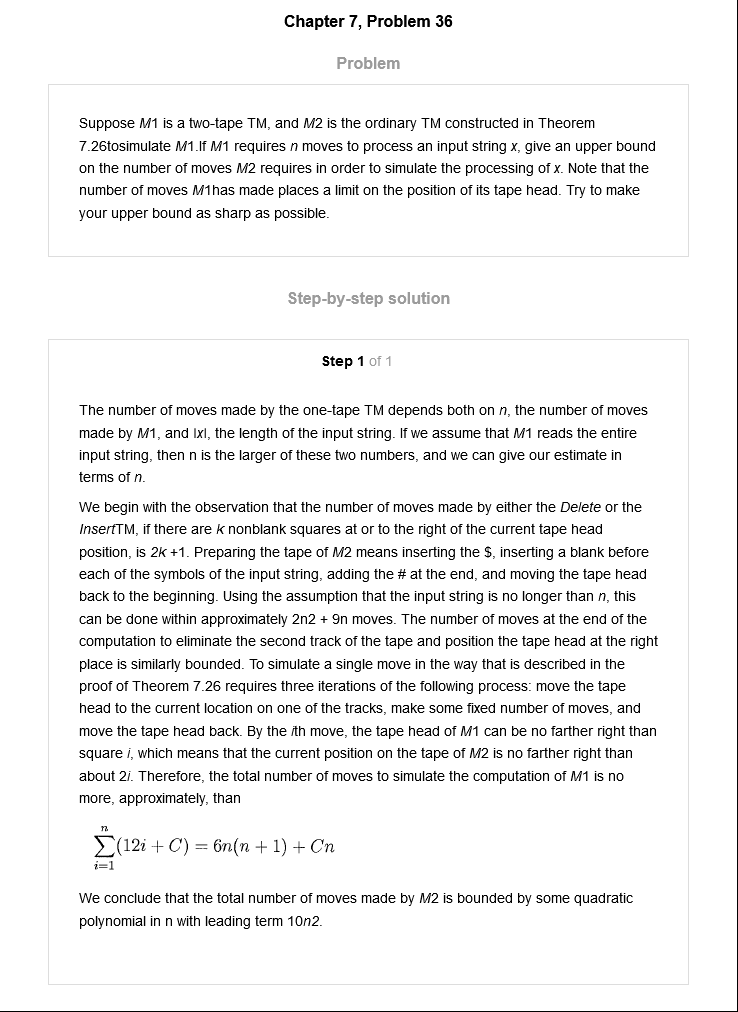 Chapter 7, Problem 36
Problem
Suppose M1 is a two-tape TM, and M2 is the ordinary TM constructed in Theorem
7.26tosimulate M1.If M1 requires n moves to process an input string x, give an upper bound
on the number of moves M2 requires in order to simulate the processing of x. Note that the
number of moves M1has made places a limit on the position of its tape head. Try to make
your upper bound as sharp as possible.
Step-by-step solution
Step 1 of 1
The number of moves made by the one-tape TM depends both on n, the number of moves
made by M1, and |x|, the length of the input string. If we assume that M1 reads the entire
input string, then n is the larger of these two numbers, and we can give our estimate in
terms of n.
We begin with the observation that the number of moves made by either the Delete or the
InsertTM, if there are k nonblank squares at or to the right of the current tape head
position, is 2k +1. Preparing the tape of M2 means inserting the $, inserting a blank before
each of the symbols of the input string, adding the # at the end, and moving the tape head
back to the beginning. Using the assumption that the input string is no longer than n, this
can be done within approximately 2n2 + 9n moves. The number of moves at the end of the
computation to eliminate the second track of the tape and position the tape head at the right
place is similarly bounded. To simulate a single move in the way that is described in the
proof of Theorem 7.26 requires three iterations of the following process: move the tape
head to the current location on one of the tracks, make some fixed number of moves, and
move the tape head back. By the ith move, the tape head of M1 can be no farther right than
square i, which means that the current position on the tape of M2 is no farther right than
about 2i. Therefore, the total number of moves to simulate the computation of M1 is no
more, approximately, than
n
∑(12i + C) = 6n(n + 1) + Cn
i=1
We conclude that the total number of moves made by M2 is bounded by some quadratic
polynomial in n with leading term 10n2.